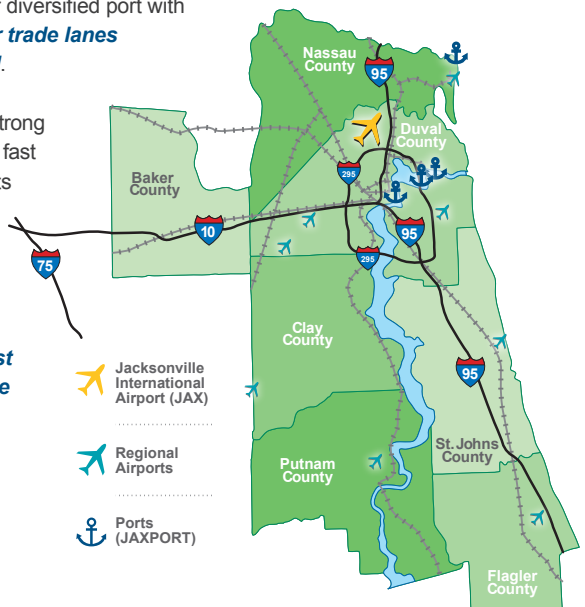 diversified port with
trade lanes
.
trong
fast
ts
st
e
Nassau
County
95
Duval
County
295
Baker
County
10
95
75
295
Clay
County
95
Jacksonville
International
Airport (JAX)
Regional
Airports
St. Johns
County
Putnam
County
Ports
(JAXPORT)
Flagler
County